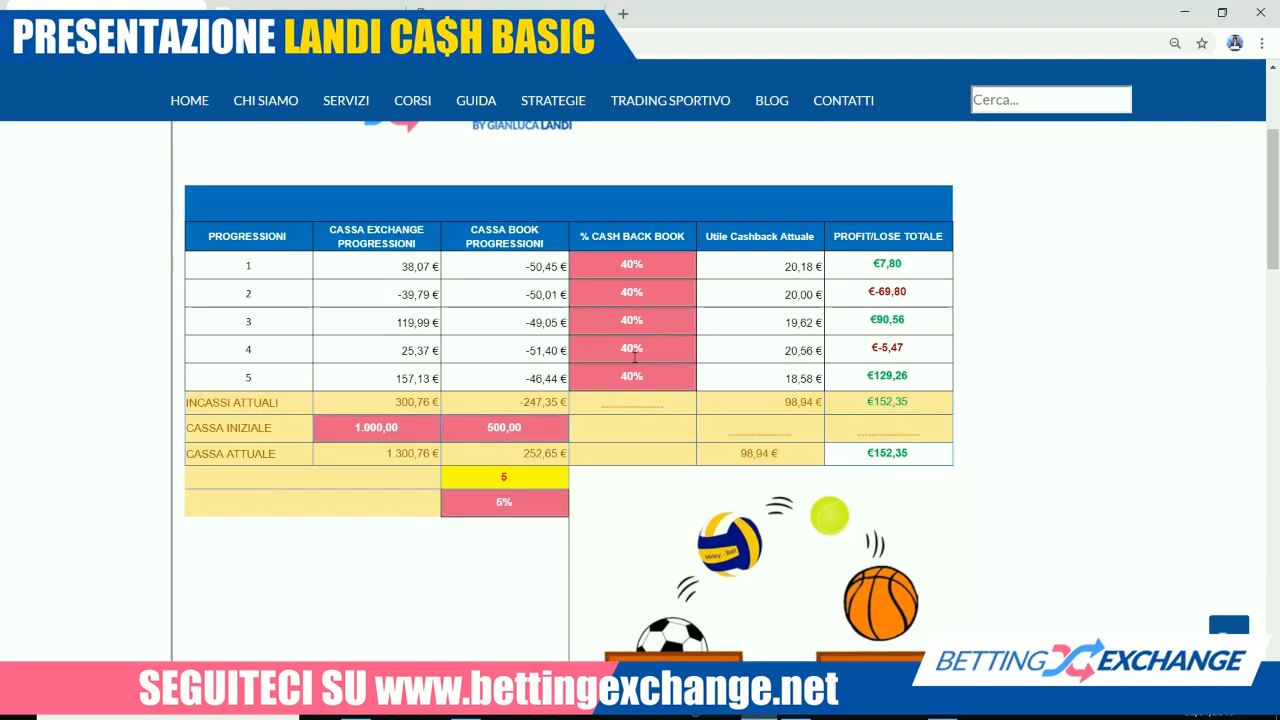 PRESENTAZIONE LANDI CA$H BASIC
HOME CHI SIAMO SERVIZI CORSI GUIDA STRATEGIE TRADING SPORTIVO BLOG CONTATTI Cerca...
BY GIANLUCA LANDI
PROGRESSIONI CASSA EXCHANGE PROGRESSIONI CASSA BOOK PROGRESSIONI % CASH BACK BOOK Utile Cashback Attuale PROFIT/LOSE TOTALE
1 38,07 € -50,45 € 40% 20,18 € €7,80
2 -39,79 € -50,01 € 40% 20,00 € €-69,80
3 119,99 € -49,05 € 40% 19,62 € €90,56
4 25,37 € -51,40 € 40% 20,56 € €-5,47
5 157,13 € -46,44 € 40% 18,58 € €129,26
INCASSI ATTUALI 300,76 € -247,35 € 98,94 € €152,35
CASSA INIZIALE 1.000,00 500,00
CASSA ATTUALE 1.300,76 € 252,65 € 98,94 € €152,35
5
5%
Volley - Ball
BETTING EXCHANGE
SEGUITECI SU www.bettingexchange.net